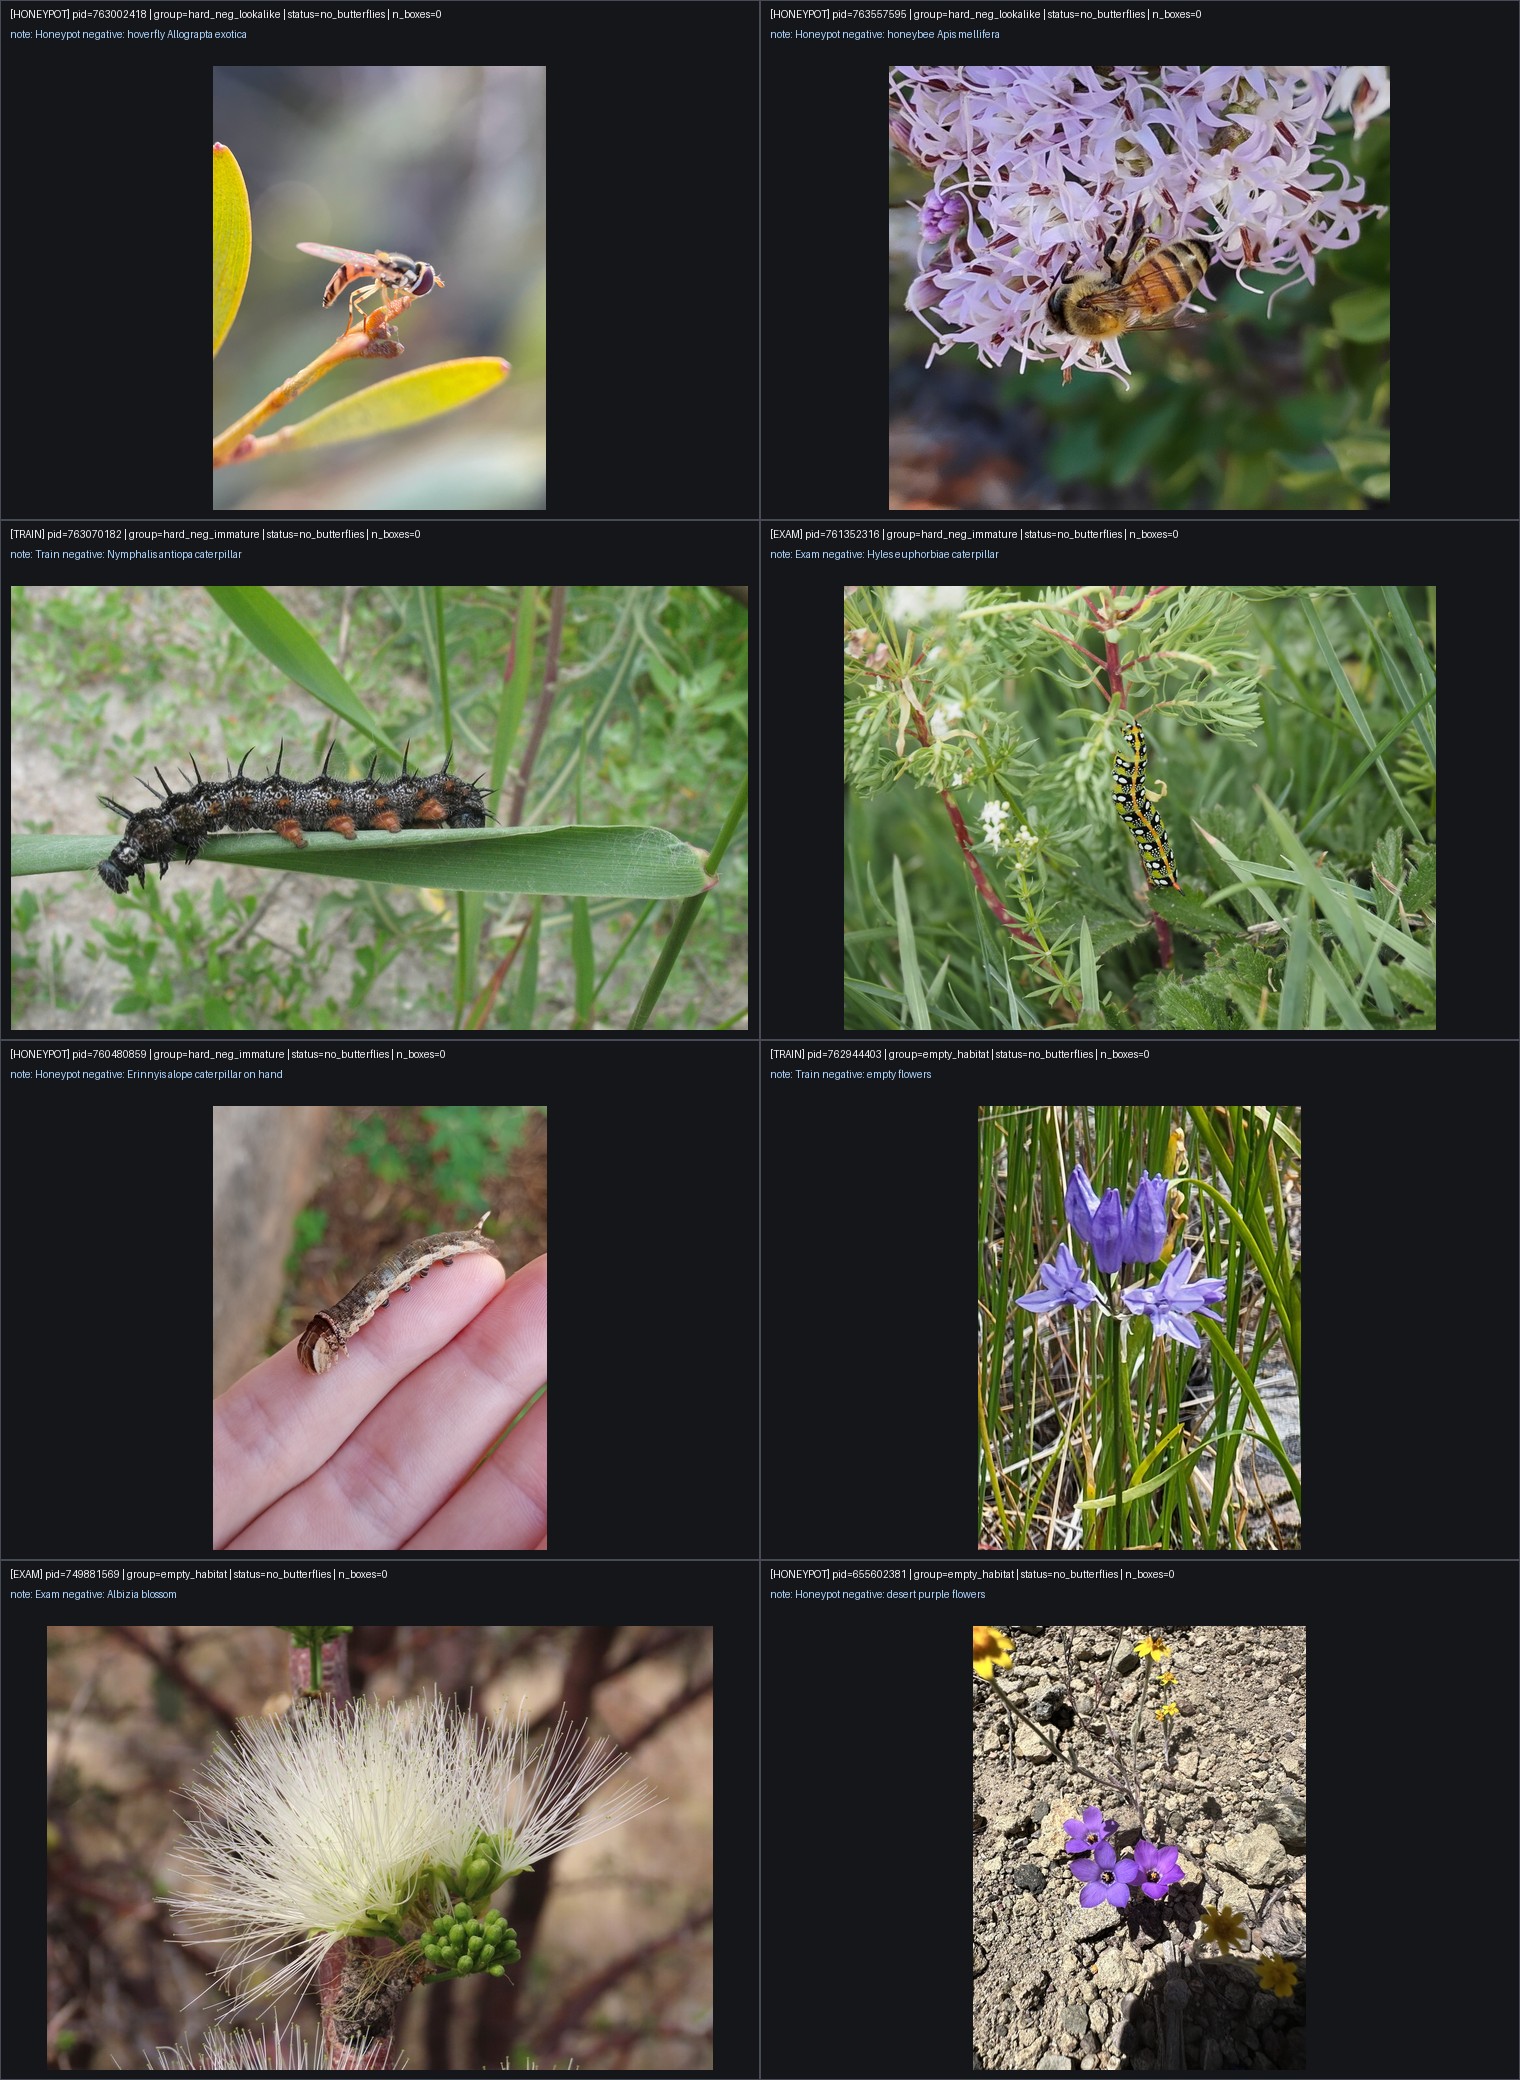 [HONEYPOT] pid=763002418 | group=hard_neg_lookalike | status=no_butterflies | n_boxes=0
note: Honeypot negative: hoverfly Allograpta exotica
[HONEYPOT] pid=763557595 | group=hard_neg_lookalike | status=no_butterflies | n_boxes=0
note: Honeypot negative: honeybee Apis mellifera
[TRAIN] pid=763070182 | group=hard_neg_immature | status=no_butterflies | n_boxes=0
note: Train negative: Nymphalis antiopa caterpillar
[EXAM] pid=761352316 | group=hard_neg_immature | status=no_butterflies | n_boxes=0
note: Exam negative: Hyles euphorbiae caterpillar
[HONEYPOT] pid=760480859 | group=hard_neg_immature | status=no_butterflies | n_boxes=0
note: Honeypot negative: Erinnyis alope caterpillar on hand
[TRAIN] pid=762944403 | group=empty_habitat | status=no_butterflies | n_boxes=0
note: Train negative: empty flowers
[EXAM] pid=749881569 | group=empty_habitat | status=no_butterflies | n_boxes=0
note: Exam negative: Albizia blossom
[HONEYPOT] pid=655602381 | group=empty_habitat | status=no_butterflies | n_boxes=0
note: Honeypot negative: desert purple flowers